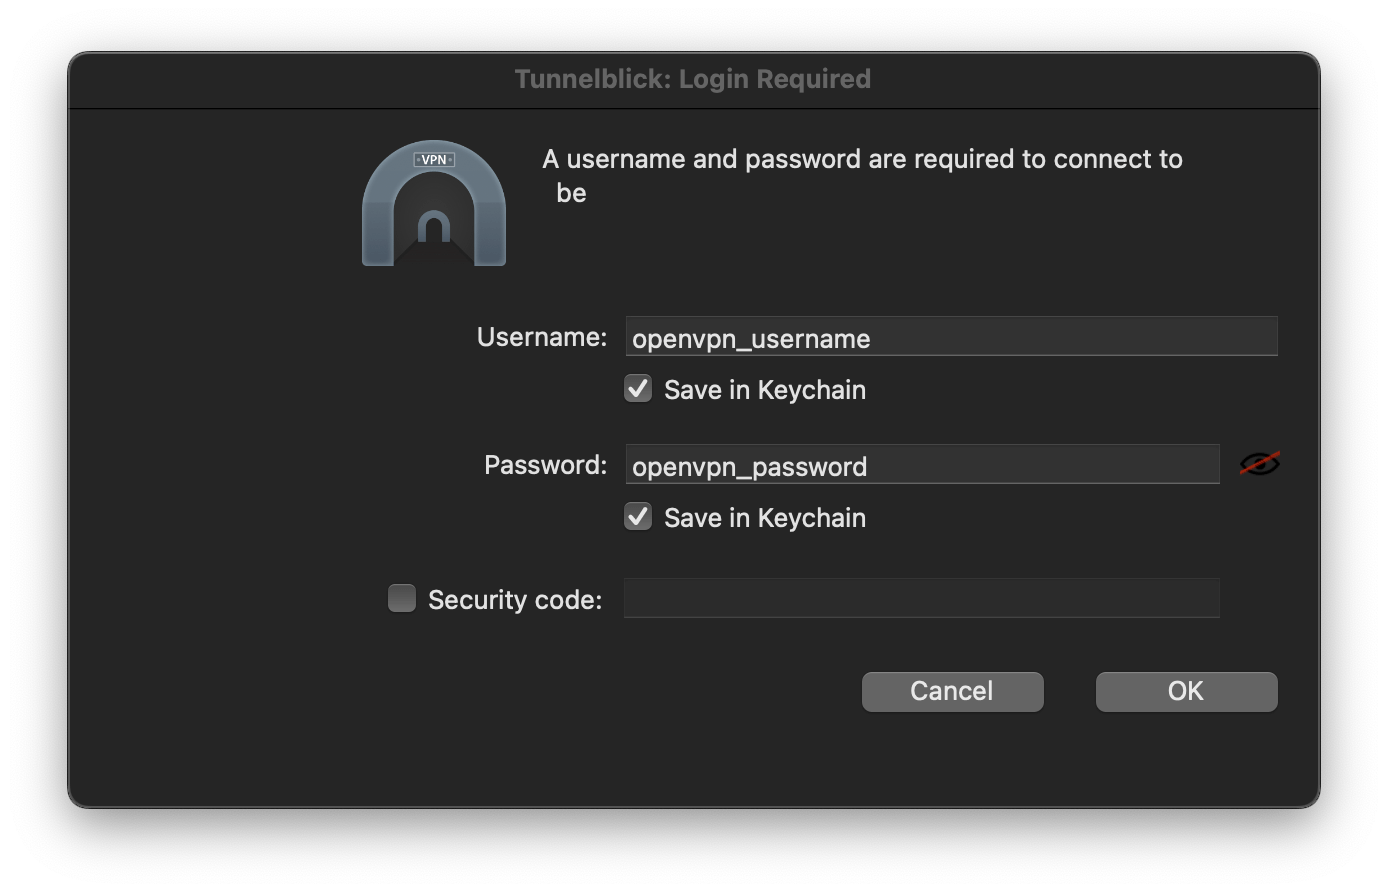 Tunnelblick: Login Required
VPN
A username and password are required to connect to
be
Username: openvpn_username
Save in Keychain
Password: openvpn_password
Save in Keychain
Security code:
Cancel OK